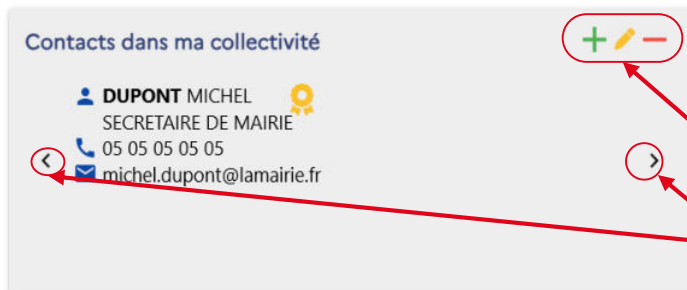 Contacts dans ma collectivité
DUPONT MICHEL
SECRETAIRE DE MAIRIE
05 05 05 05 05
michel.dupont@lamairie.fr